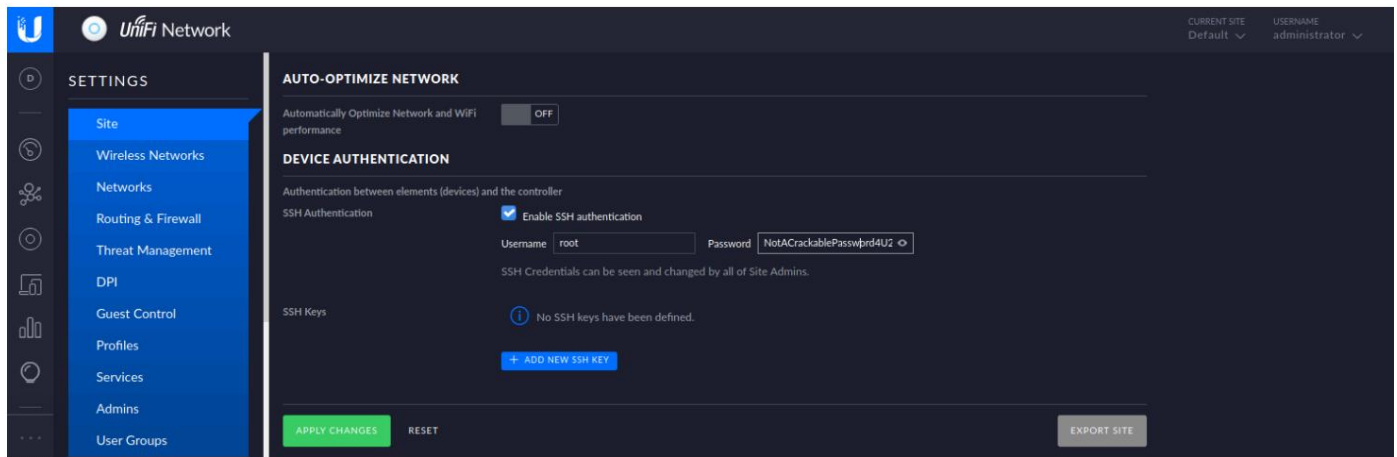 UniFi Network
CURRENT SITE
Default
USERNAME
administrator
SETTINGS
Site
Wireless Networks
Networks
Routing & Firewall
Threat Management
DPI
Guest Control
Profiles
Services
Admins
User Groups
AUTO-OPTIMIZE NETWORK
Automatically Optimize Network and WiFi
performance
OFF
DEVICE AUTHENTICATION
Authentication between elements (devices) and the controller
SSH Authentication
Enable SSH authentication
Username root Password NotACrackablePassword4U2
SSH Credentials can be seen and changed by all of Site Admins.
SSH Keys
No SSH keys have been defined.
+ ADD NEW SSH KEY
APPLY CHANGES RESET EXPORT SITE